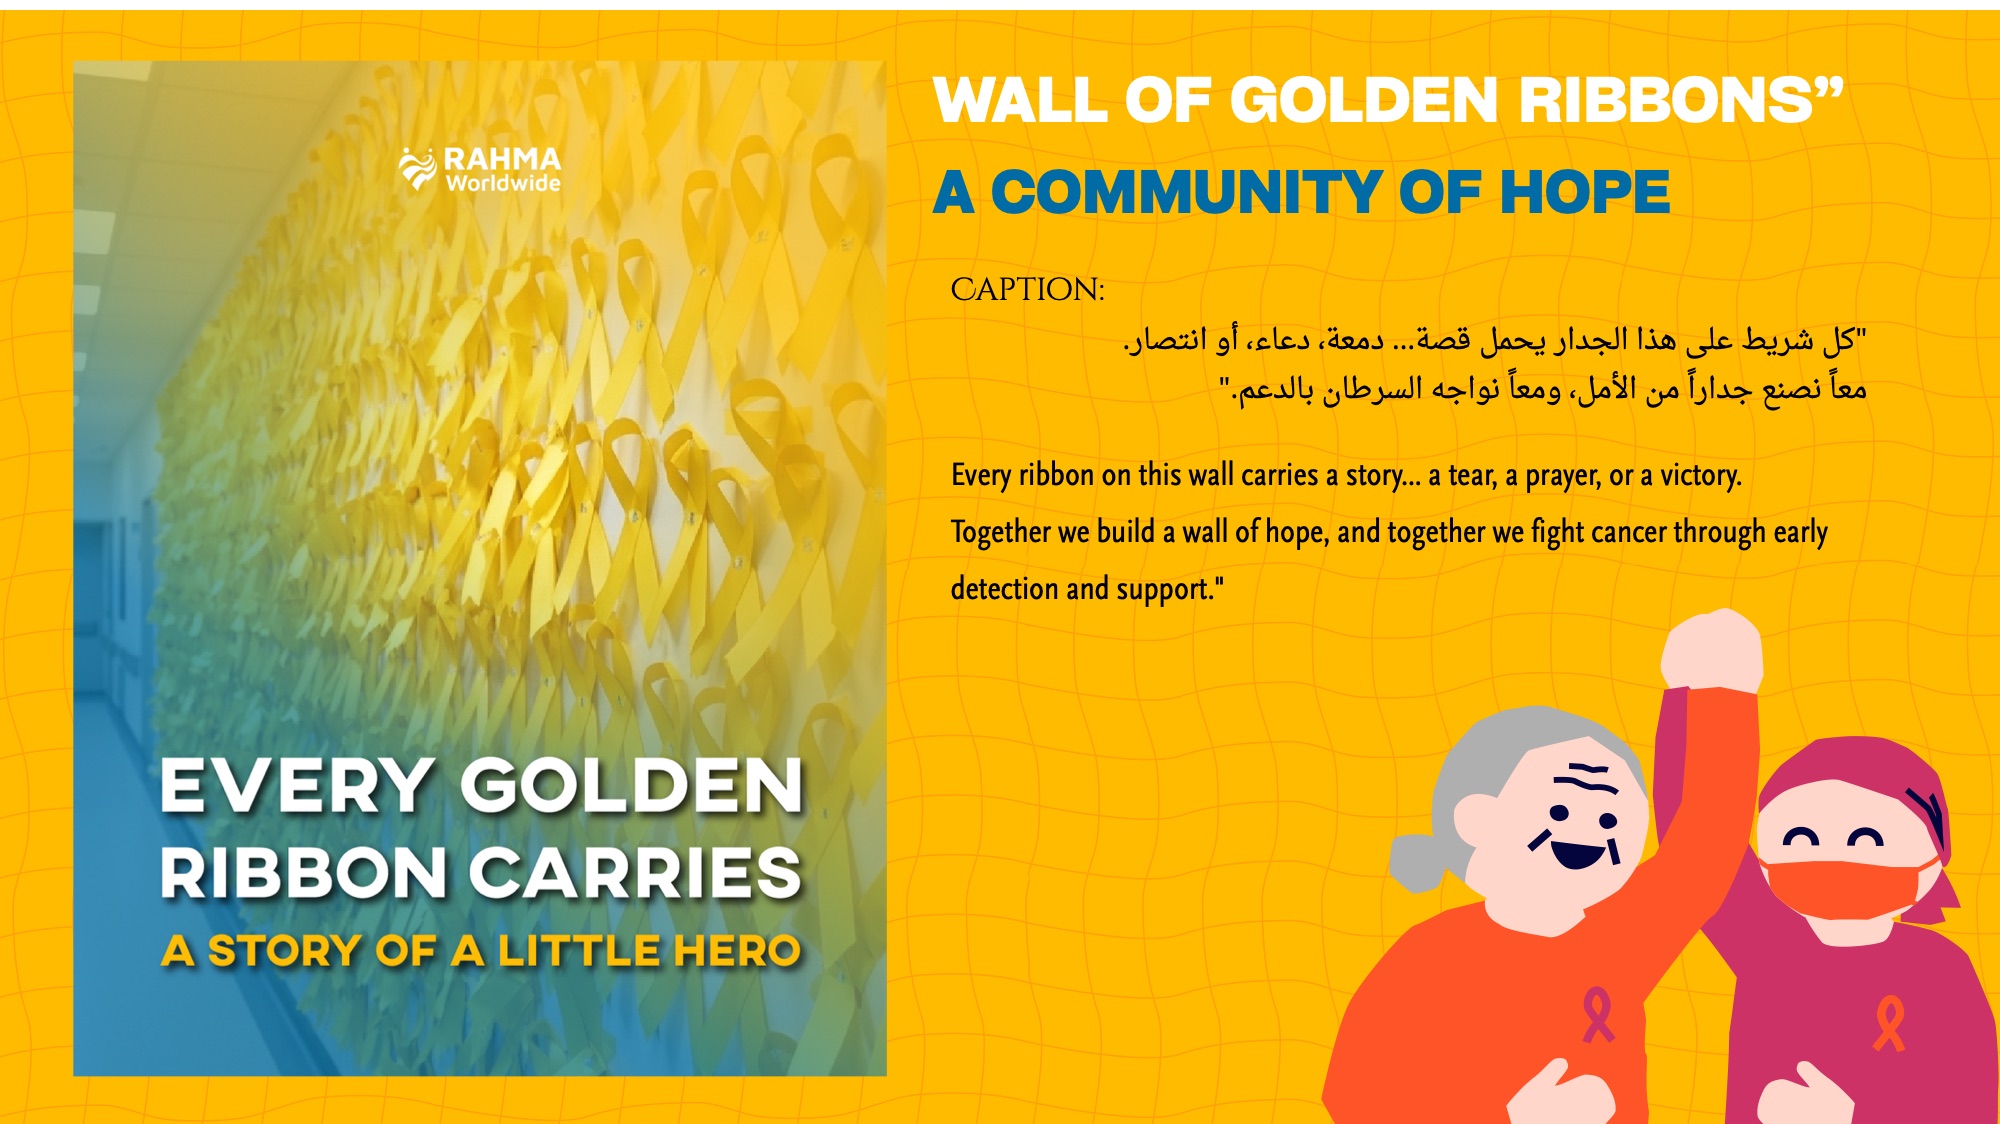 RAHMA
Worldwide
EVERY GOLDEN
RIBBON CARRIES
A STORY OF A LITTLE HERO
WALL OF GOLDEN RIBBONS”
A COMMUNITY OF HOPE
CAPTION:
"كل شريط على هذا الجدار يحمل قصة... دمعة، دعاء، أو انتصار.
معاً نصنع جداراً من الأمل، ومعاً نواجه السرطان بالدعم."
Every ribbon on this wall carries a story... a tear, a prayer, or a victory.
Together we build a wall of hope, and together we fight cancer through early
detection and support."